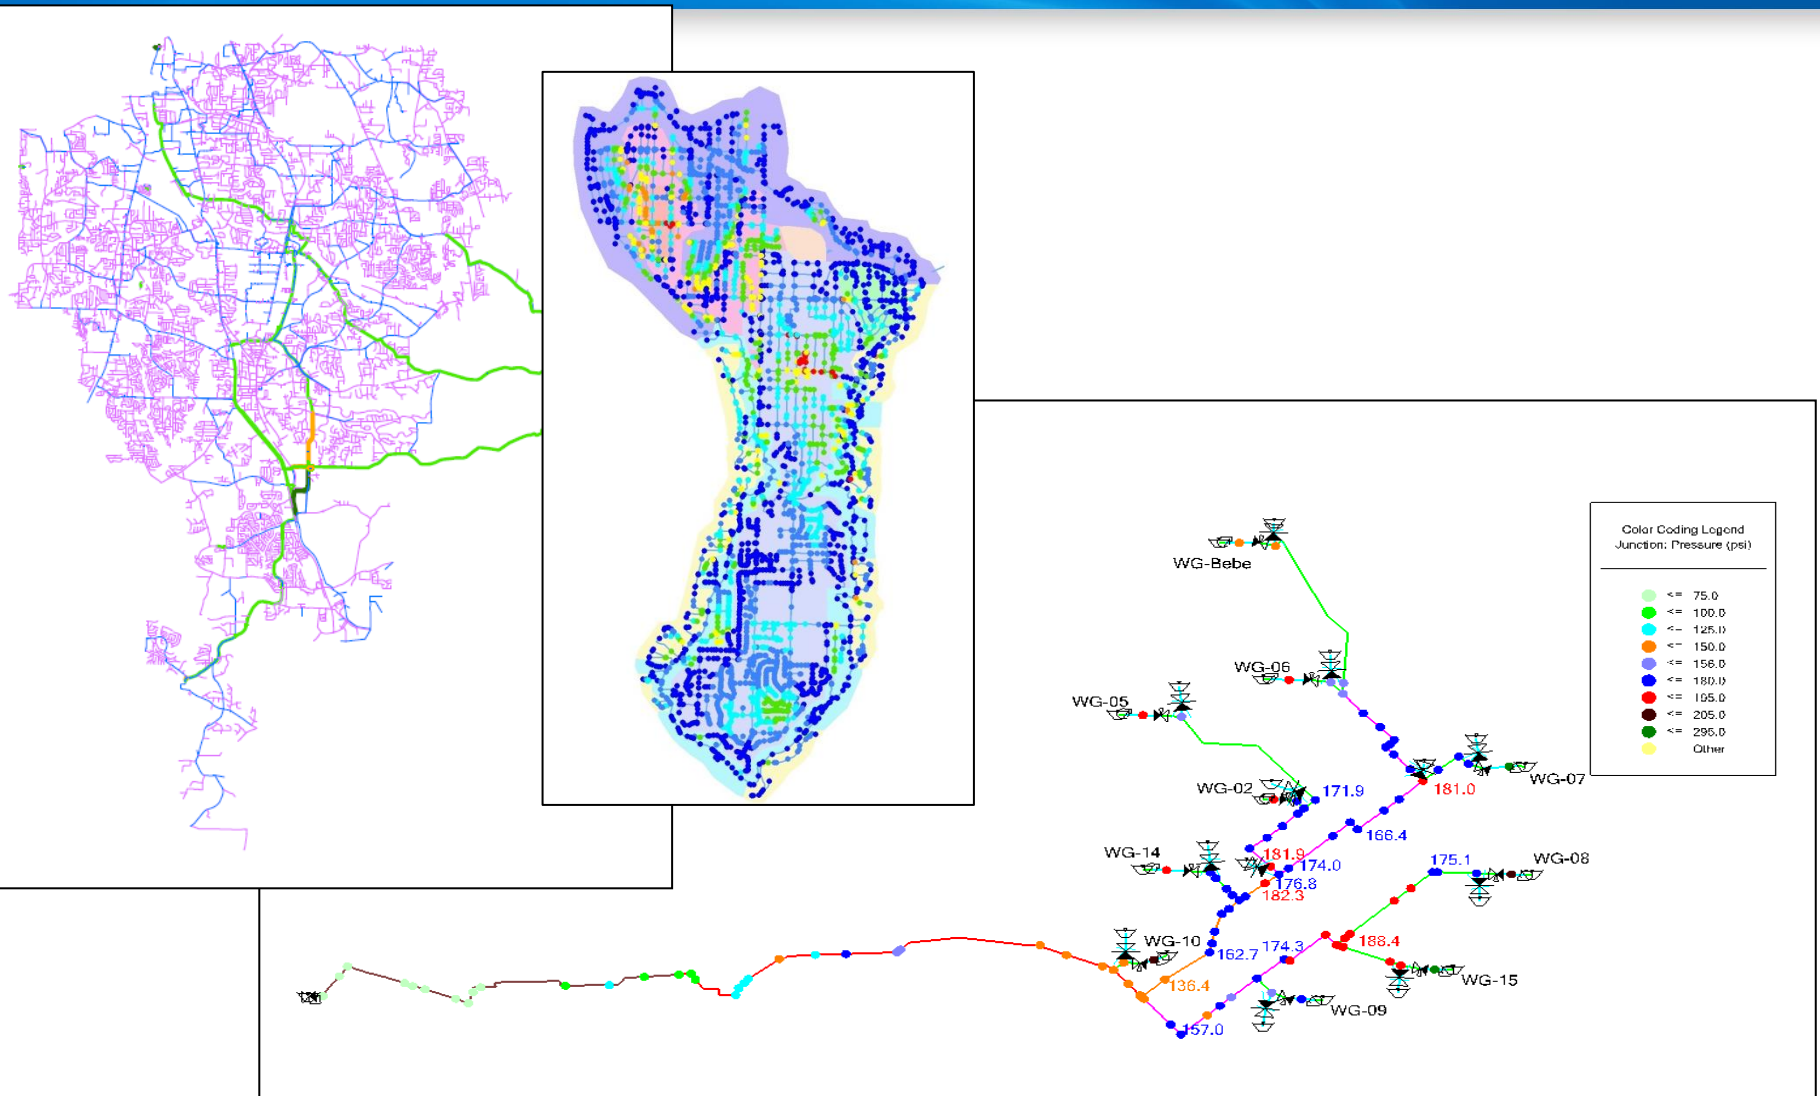 Color Coding Legend
Junction: Pressure (psi)
<= 75.0
<= 100.0
<= 125.0
<= 150.0
<= 156.0
<= 180.0
<= 195.0
<= 205.0
<= 295.0
Other
WG-Bebe
WG-06
WG-05
WG-07
WG-02
171.9
181.0
166.4
WG-14
181.9
174.0
175.1
WG-08
176.8
182.3
WG-10
162.7
174.3
188.4
136.4
WG-15
WG-09
157.0